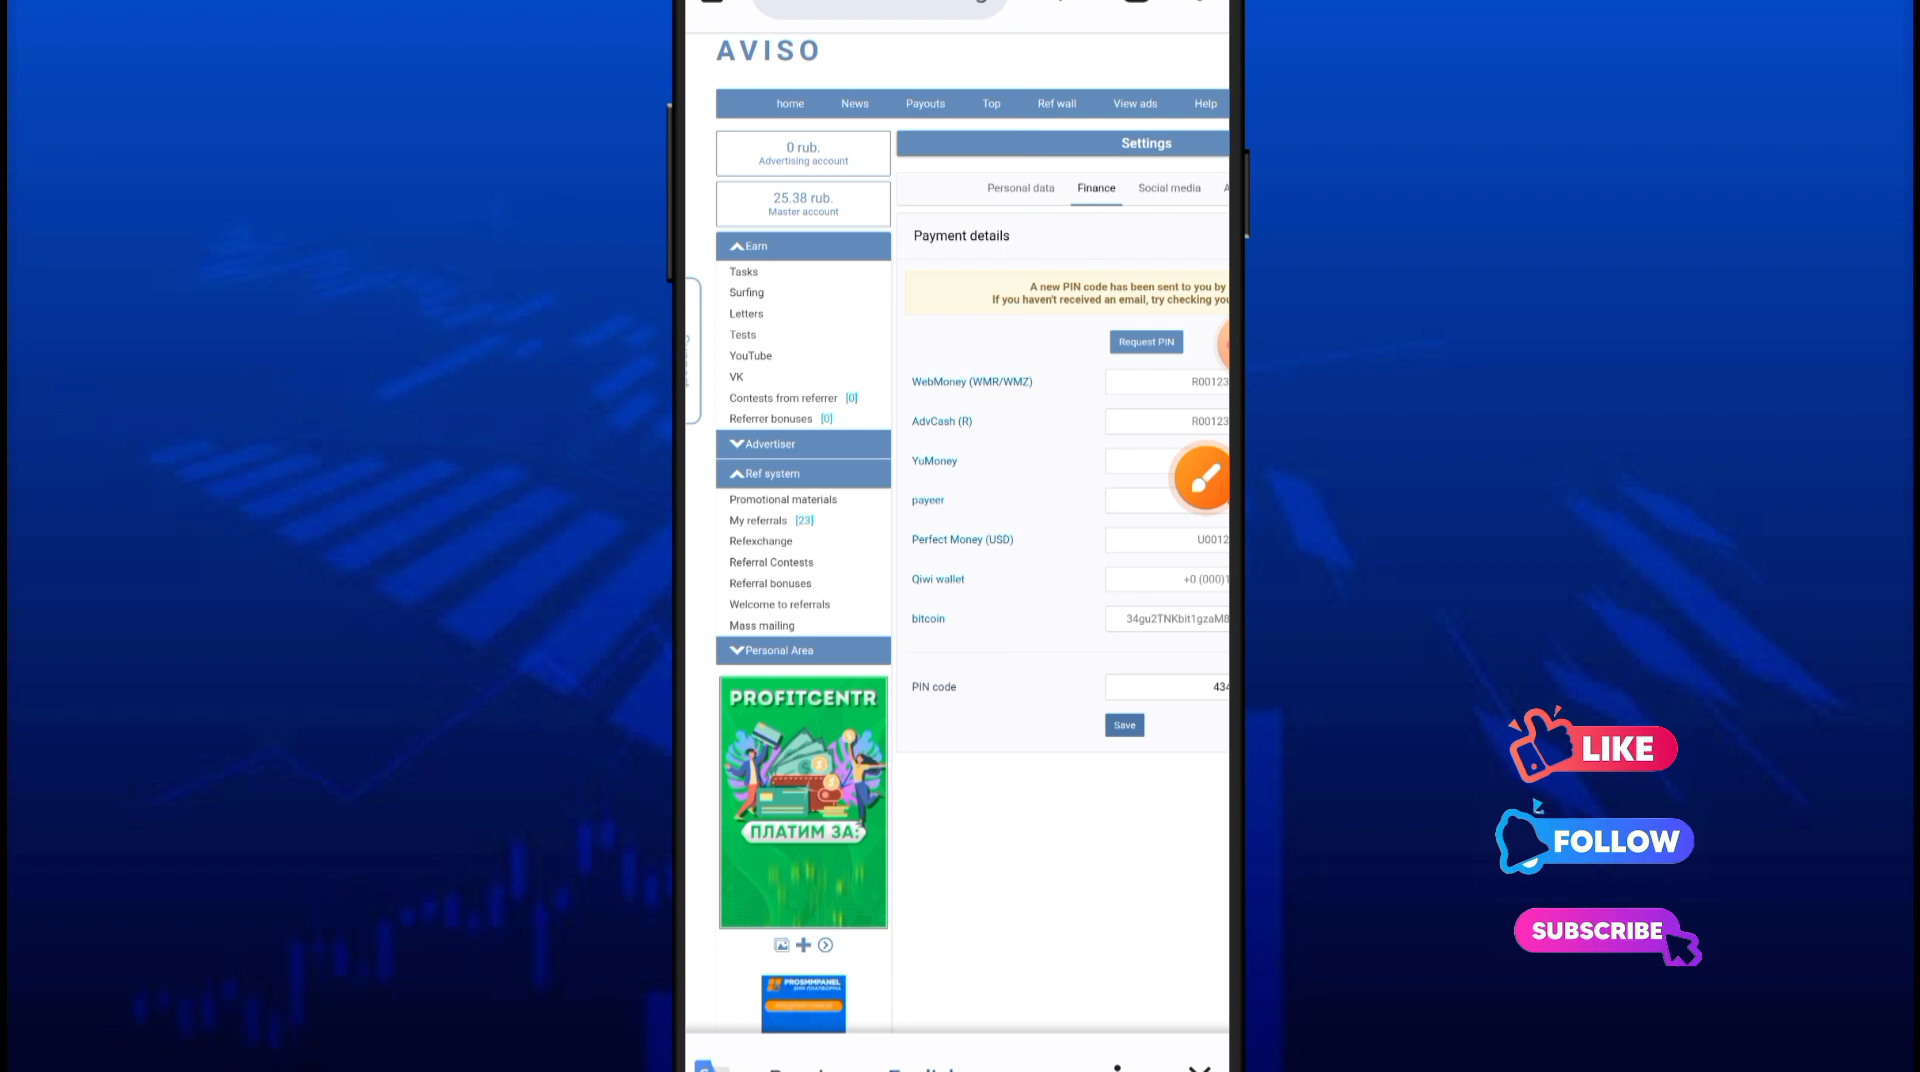 AVISO
home News Payouts Top Ref wall View ads Help
0 rub.
Advertising account
25.38 rub.
Master account
Earn
Tasks
Surfing
Letters
Tests
YouTube
VK
Contests from referrer [0]
Referrer bonuses [0]
Advertiser
Ref system
Promotional materials
My referrals [23]
Refexchange
Referral Contests
Referral bonuses
Welcome to referrals
Mass mailing
Personal Area
PROFITCENTR
ПЛАТИМ ЗА:
PROSMMPANEL
Settings
Personal data Finance Social media
Payment details
A new PIN code has been sent to you by
If you haven't received an email, try checking you
Request PIN
WebMoney (WMR/WMZ) R00123
AdvCash (R) R00123
YuMoney
payeer
Perfect Money (USD) U0012
Qiwi wallet +0 (000)1
bitcoin 34gu2TNKbit1gzaM8
PIN code 434
Save
LIKE
FOLLOW
SUBSCRIBE